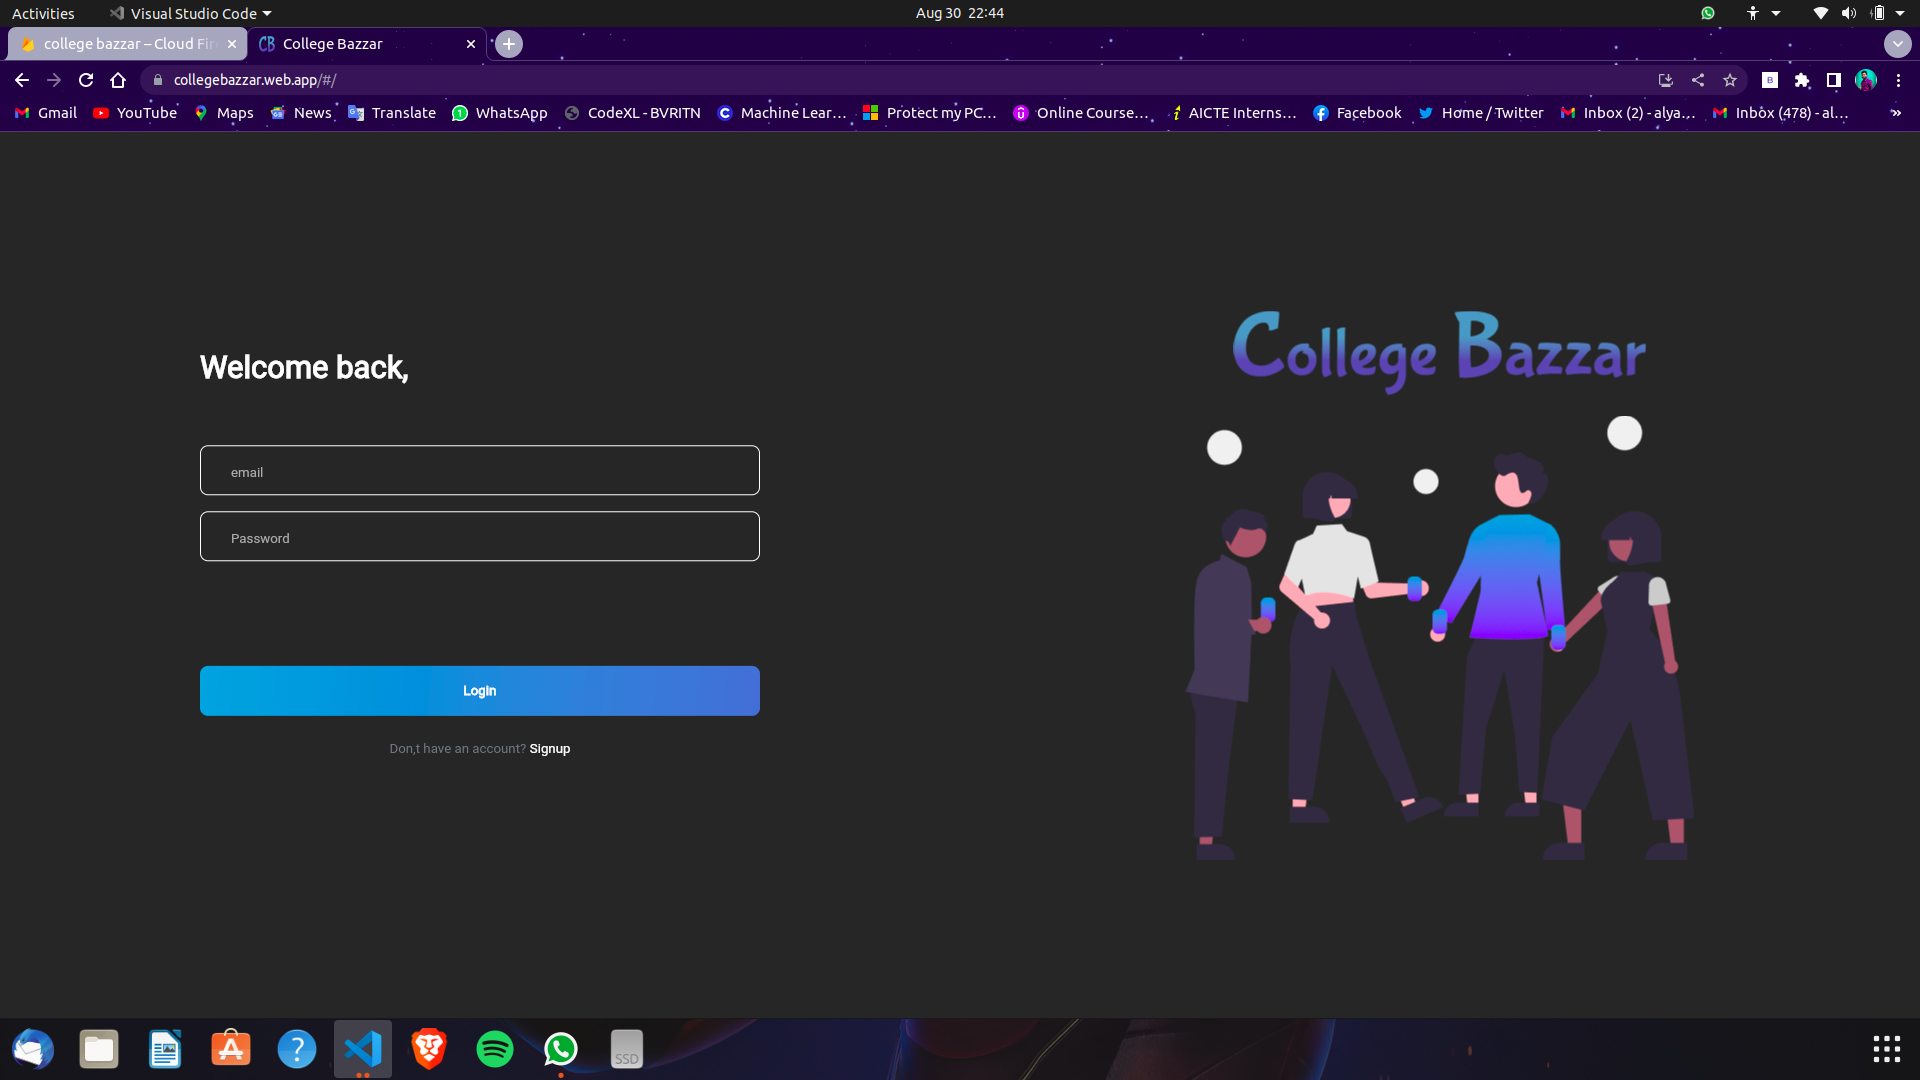 Activities
Visual Studio Code
Aug 30 22:44
college bazzar – Cloud Fire
CB College Bazzar
collegebazzar.web.app/#/
B
Gmail
YouTube
Maps
News
Translate
WhatsApp
CodeXL - BVRITN
Machine Lear…
Protect my PC…
Online Course…
AICTE Interns…
Facebook
Home / Twitter
Inbox (2) - alya…
Inbox (478) - al…
»
College Bazzar
Welcome back,
email
Password
Login
Don,t have an account? Signup
SSD